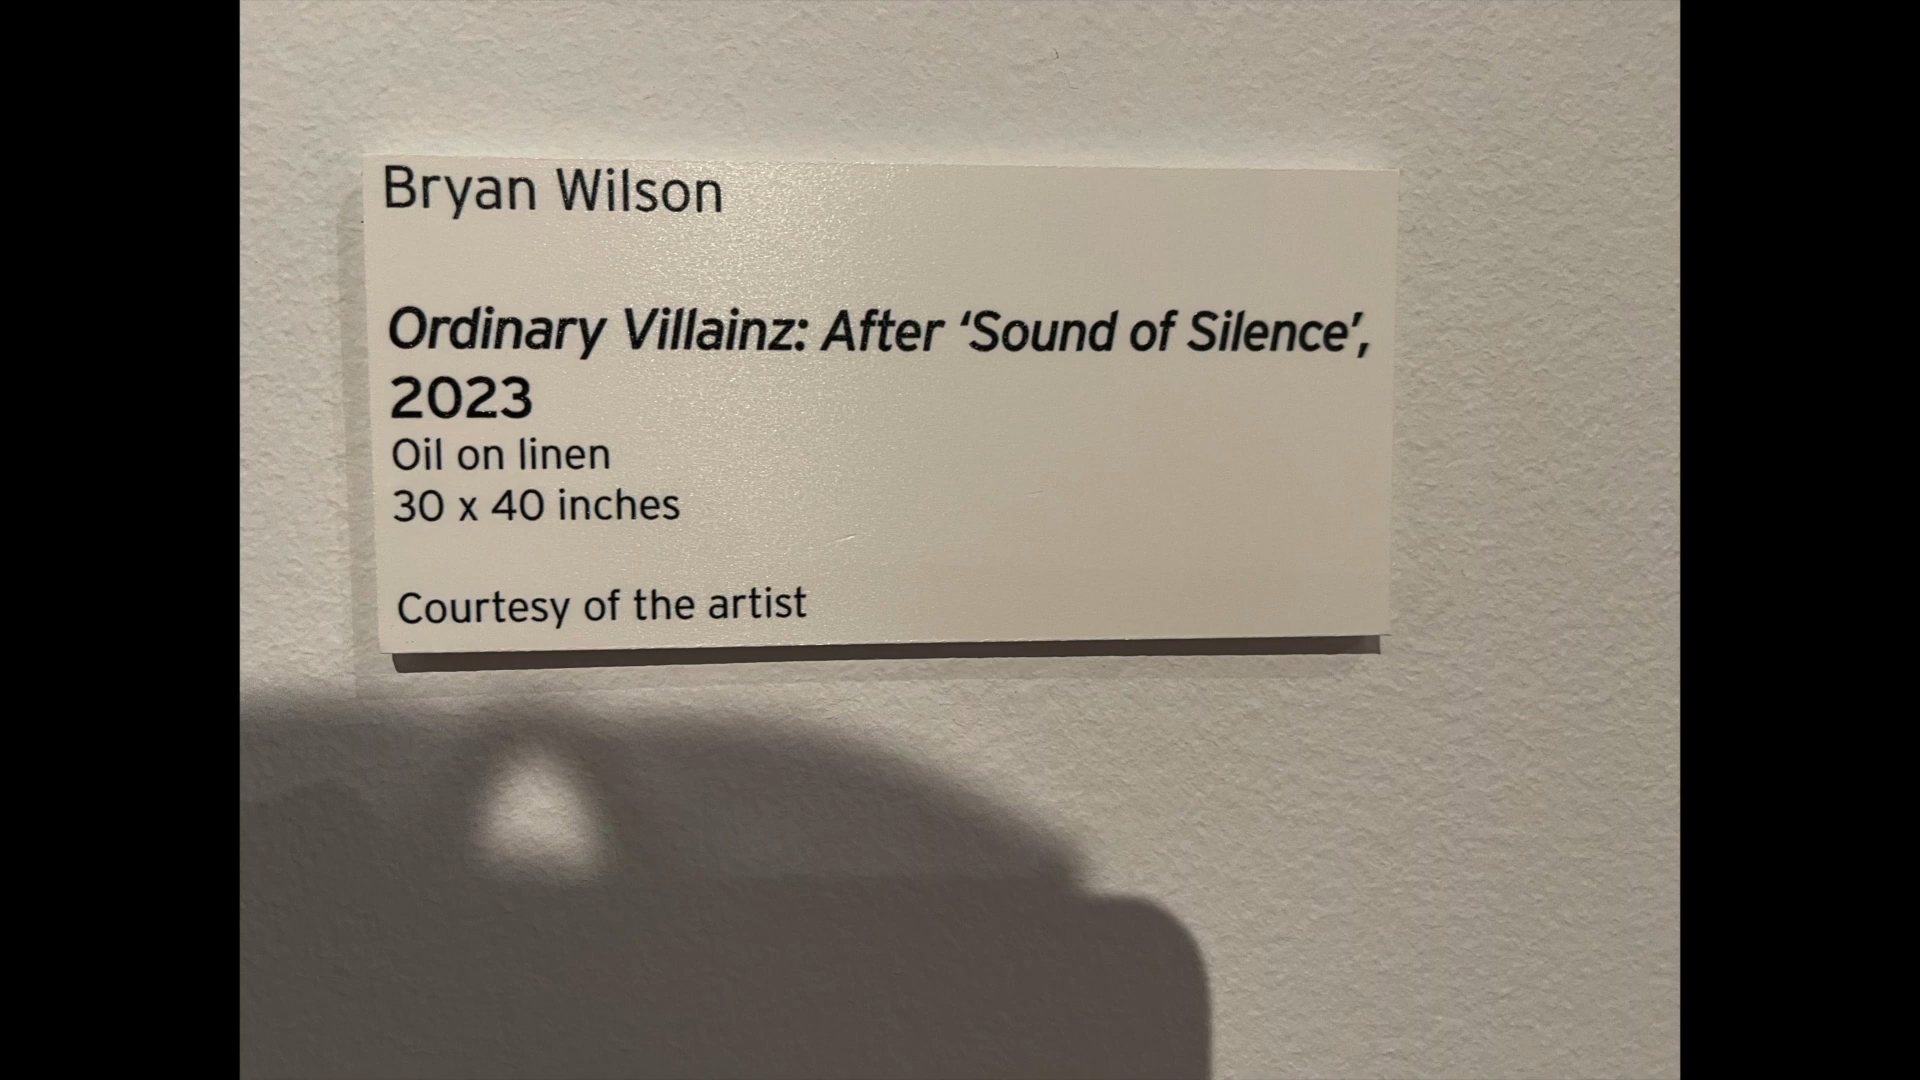 Bryan Wilson
Ordinary Villainz: After ‘Sound of Silence’,
2023
Oil on linen
30 x 40 inches
Courtesy of the artist